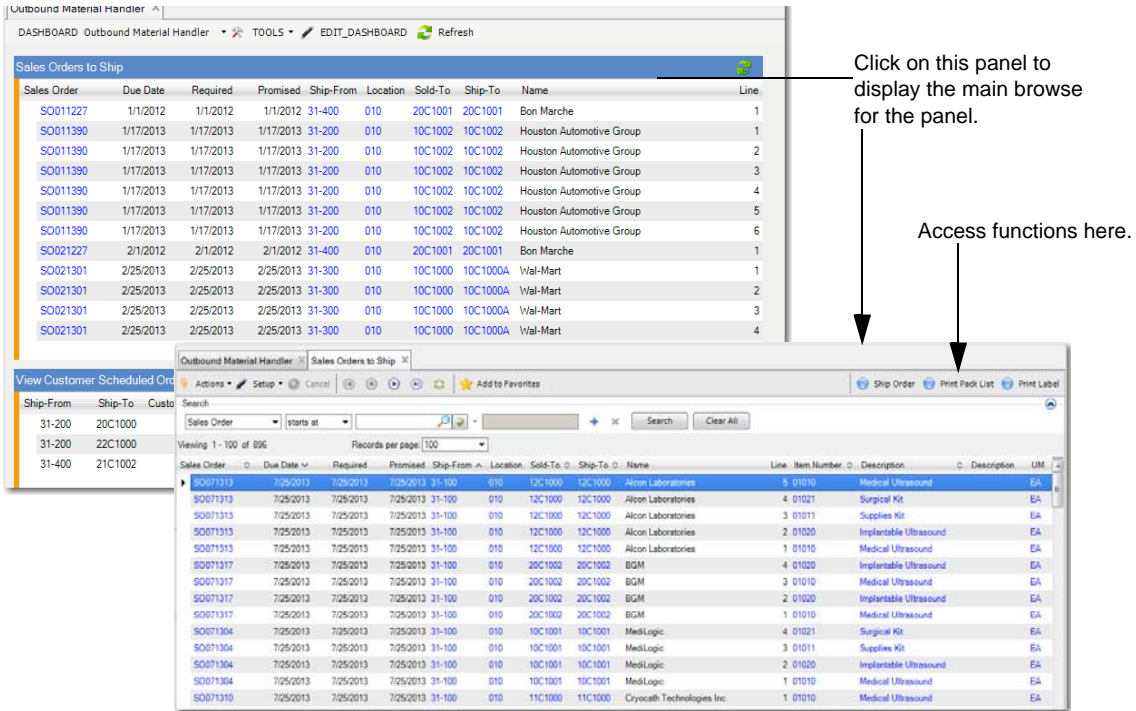 Outbound Material Handler ×
DASHBOARD Outbound Material Handler TOOLS EDIT_DASHBOARD Refresh
Sales Orders to Ship
Sales Order Due Date Required Promised Ship-From Location Sold-To Ship-To Name Line
SO011227 1/1/2012 1/1/2012 1/1/2012 31-400 010 20C1001 20C1001 Bon Marche 1
SO011390 1/17/2013 1/17/2013 1/17/2013 31-200 010 10C1002 10C1002 Houston Automotive Group 1
SO011390 1/17/2013 1/17/2013 1/17/2013 31-200 010 10C1002 10C1002 Houston Automotive Group 2
SO011390 1/17/2013 1/17/2013 1/17/2013 31-200 010 10C1002 10C1002 Houston Automotive Group 3
SO011390 1/17/2013 1/17/2013 1/17/2013 31-200 010 10C1002 10C1002 Houston Automotive Group 4
SO011390 1/17/2013 1/17/2013 1/17/2013 31-200 010 10C1002 10C1002 Houston Automotive Group 5
SO011390 1/17/2013 1/17/2013 1/17/2013 31-200 010 10C1002 10C1002 Houston Automotive Group 6
SO021227 2/1/2012 2/1/2012 2/1/2012 31-400 010 20C1001 20C1001 Bon Marche 1
SO021301 2/25/2013 2/25/2013 2/25/2013 31-300 010 10C1000 10C1000A Wal-Mart 1
SO021301 2/25/2013 2/25/2013 2/25/2013 31-300 010 10C1000 10C1000A Wal-Mart 2
SO021301 2/25/2013 2/25/2013 2/25/2013 31-300 010 10C1000 10C1000A Wal-Mart 3
SO021301 2/25/2013 2/25/2013 2/25/2013 31-300 010 10C1000 10C1000A Wal-Mart 4
View Customer Scheduled Ord
Ship-From Ship-To Custo
31-200 20C1000
31-200 22C1000
31-400 21C1002
Click on this panel to
display the main browse
for the panel.
Access functions here.
Outbound Material Handler × Sales Orders to Ship ×
Actions Setup Cancel Add to Favorites Ship Order Print Pack List Print Label
Search
Sales Order starts at - Search Clear All
Viewing 1 - 100 of 896 Records per page: 100
Sales Order Due Date Required Promised Ship-From Location Sold-To Ship-To Name Line Item Number Description Description UM
SO071313 7/25/2013 7/25/2013 7/25/2013 31-100 010 12C1000 12C1000 Alcon Laboratories 5 01010 Medical Ultrasound EA
SO071313 7/25/2013 7/25/2013 7/25/2013 31-100 010 12C1000 12C1000 Alcon Laboratories 4 01021 Surgical Kit EA
SO071313 7/25/2013 7/25/2013 7/25/2013 31-100 010 12C1000 12C1000 Alcon Laboratories 3 01011 Supplies Kit EA
SO071313 7/25/2013 7/25/2013 7/25/2013 31-100 010 12C1000 12C1000 Alcon Laboratories 2 01020 Implantable Ultrasound EA
SO071313 7/25/2013 7/25/2013 7/25/2013 31-100 010 12C1000 12C1000 Alcon Laboratories 1 01010 Medical Ultrasound EA
SO071317 7/25/2013 7/25/2013 7/25/2013 31-100 010 20C1002 20C1002 BGM 4 01020 Implantable Ultrasound EA
SO071317 7/25/2013 7/25/2013 7/25/2013 31-100 010 20C1002 20C1002 BGM 3 01010 Medical Ultrasound EA
SO071317 7/25/2013 7/25/2013 7/25/2013 31-100 010 20C1002 20C1002 BGM 2 01020 Implantable Ultrasound EA
SO071317 7/25/2013 7/25/2013 7/25/2013 31-100 010 20C1002 20C1002 BGM 1 01010 Medical Ultrasound EA
SO071304 7/25/2013 7/25/2013 7/25/2013 31-100 010 10C1001 10C1001 MediLogic 4 01021 Surgical Kit EA
SO071304 7/25/2013 7/25/2013 7/25/2013 31-100 010 10C1001 10C1001 MediLogic 3 01011 Supplies Kit EA
SO071304 7/25/2013 7/25/2013 7/25/2013 31-100 010 10C1001 10C1001 MediLogic 2 01020 Implantable Ultrasound EA
SO071304 7/25/2013 7/25/2013 7/25/2013 31-100 010 10C1001 10C1001 MediLogic 1 01010 Medical Ultrasound EA
SO071310 7/25/2013 7/25/2013 7/25/2013 31-100 010 11C1000 11C1000 Cryocath Technologies Inc. 1 01010 Medical Ultrasound EA